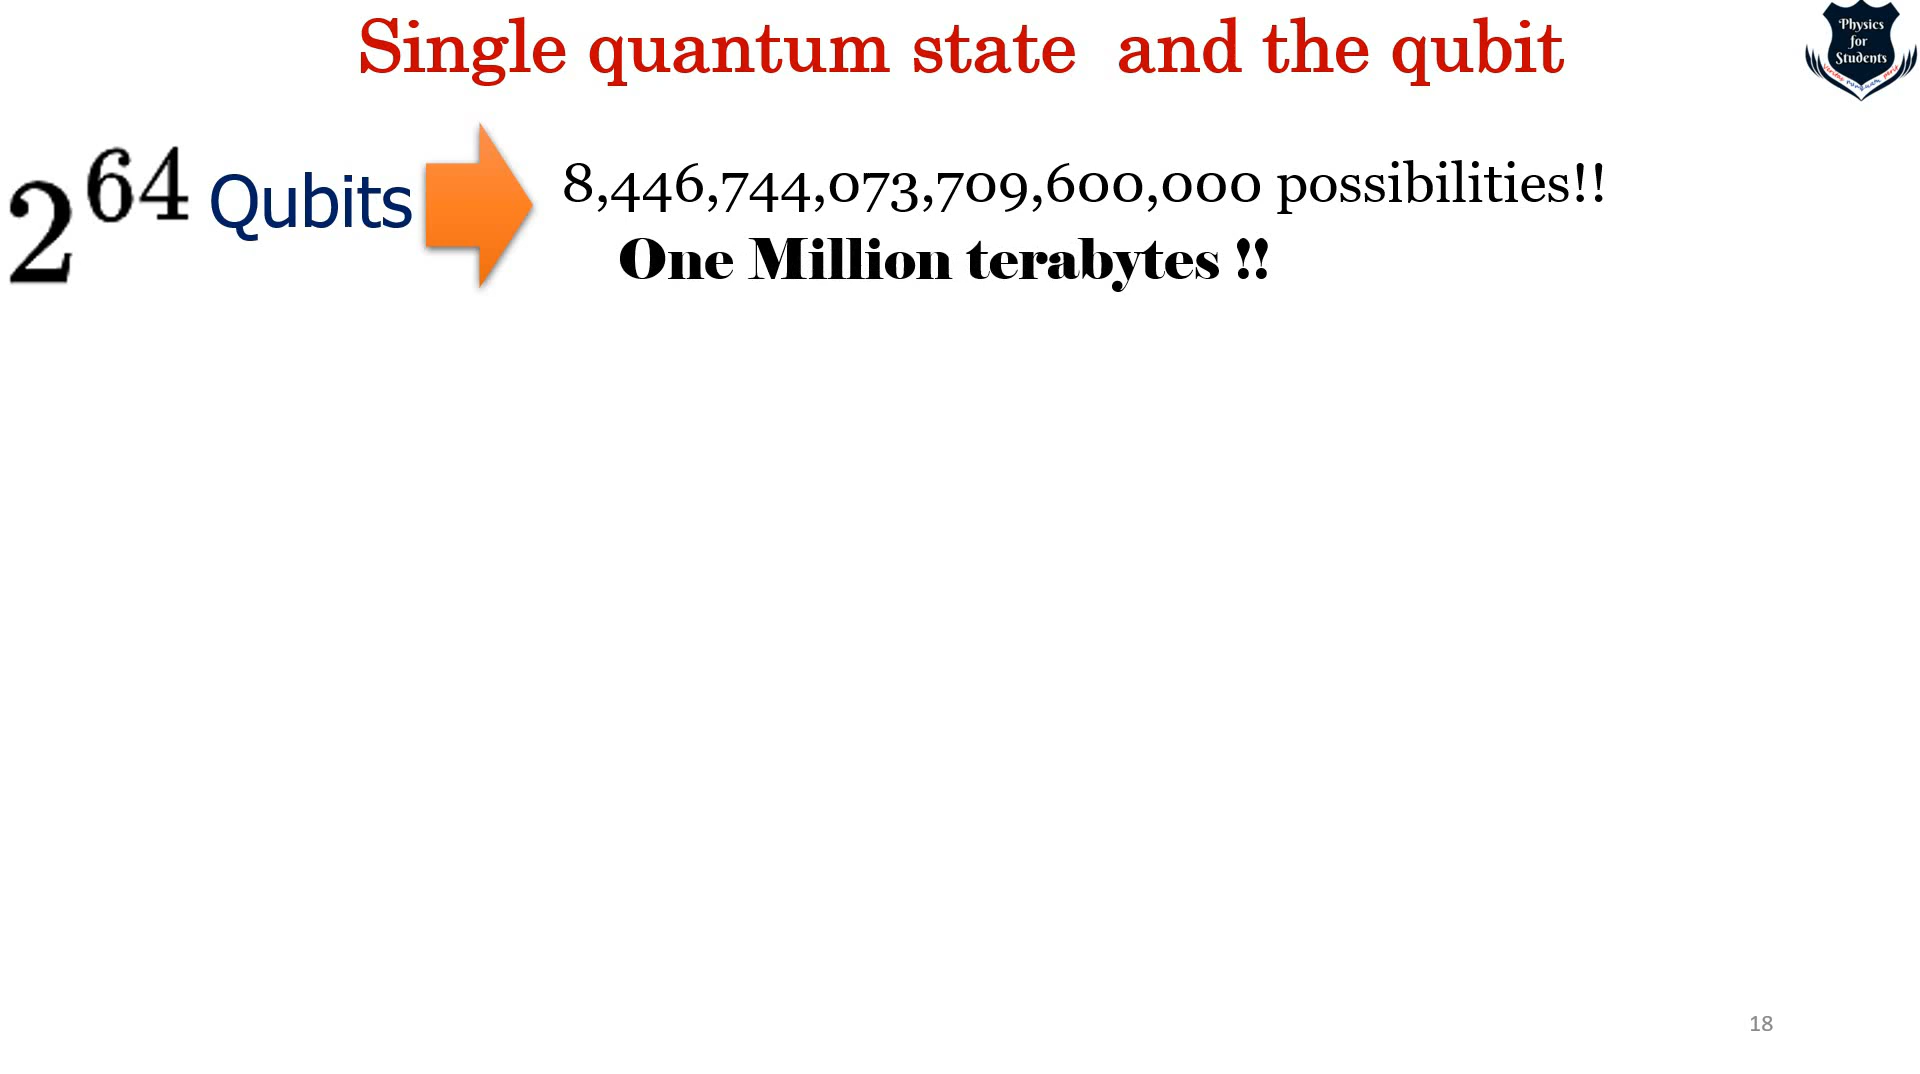 Single quantum state and the qubit
Physics
for
Students
2^64 Qubits
8,446,744,073,709,600,000 possibilities!!
One Million terabytes !!
18